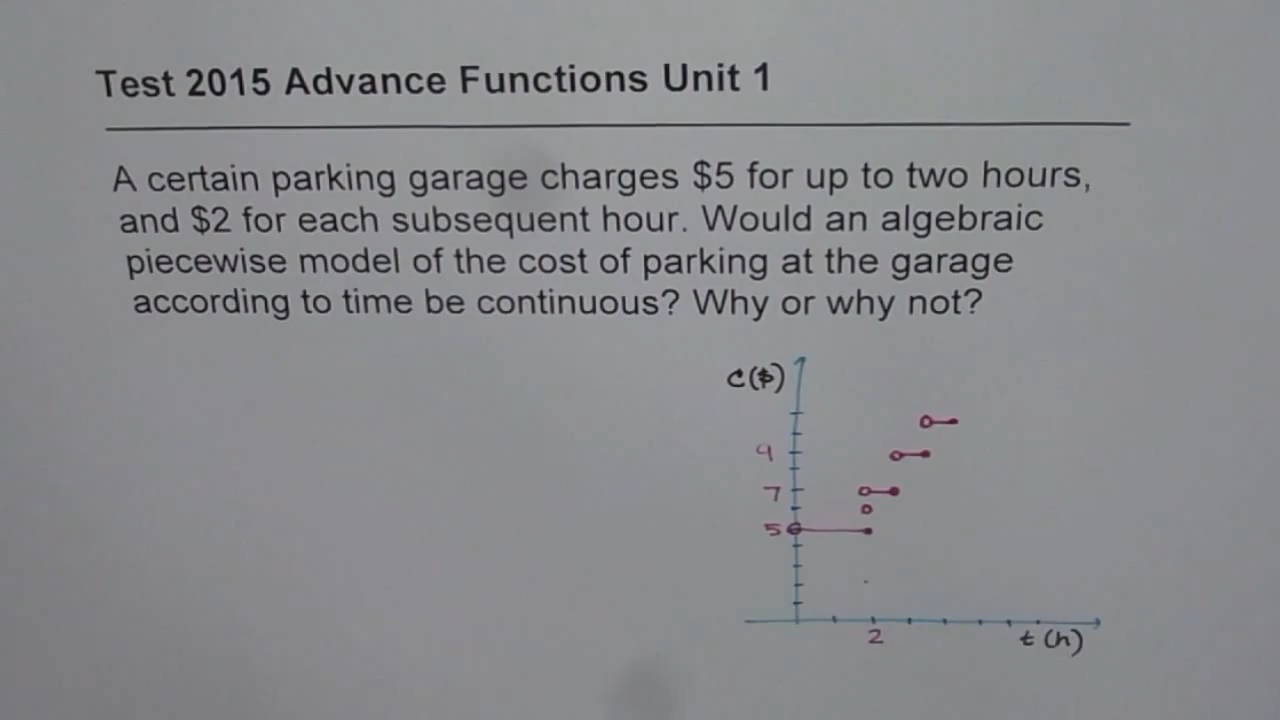 Test 2015 Advance Functions Unit 1
A certain parking garage charges $5 for up to two hours,
and $2 for each subsequent hour. Would an algebraic
piecewise model of the cost of parking at the garage
according to time be continuous? Why or why not?
C($)
9
7
5
2
t(h)